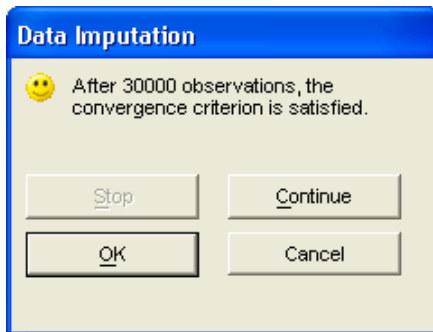 Data Imputation
After 30000 observations, the
convergence criterion is satisfied.
Stop
Continue
OK
Cancel